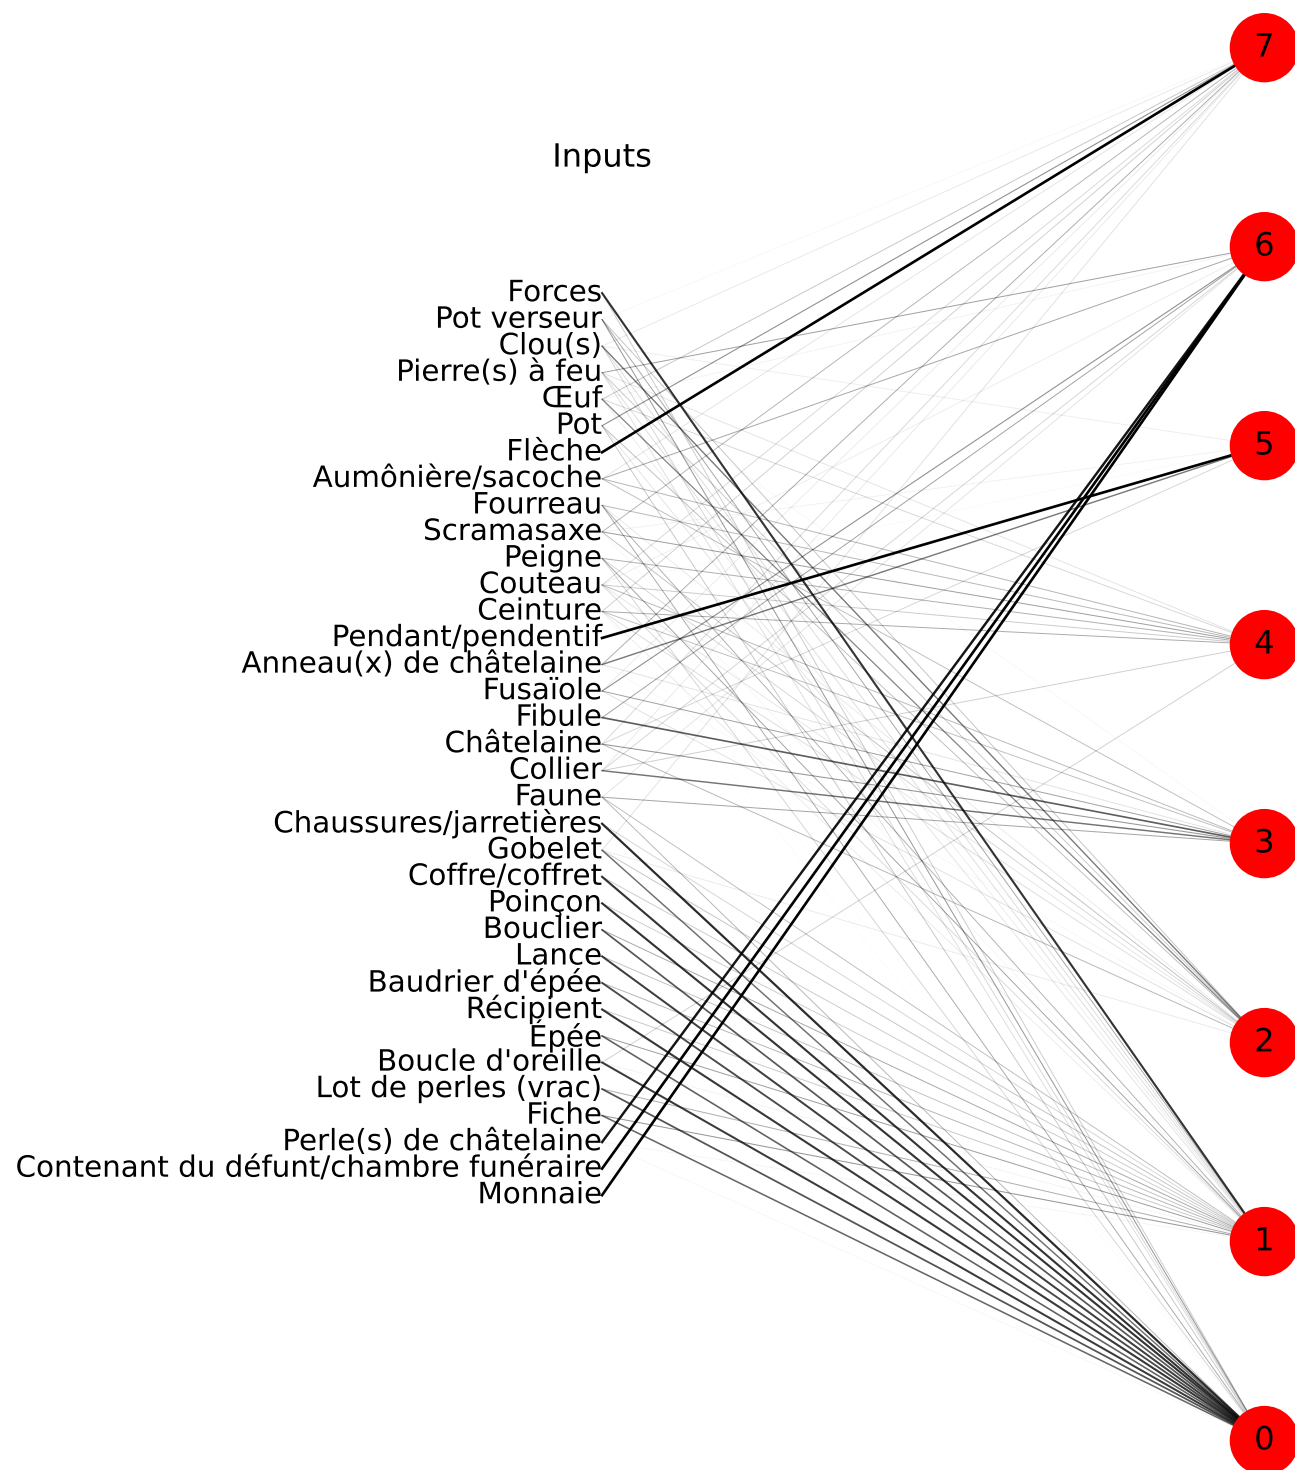 7
Inputs
6
Forces
Pot verseur
Clou(s)
Pierre(s) à feu
Œuf
Pot
5
Flèche
Aumônière/sacoche
Fourreau
Scramasaxe
Peigne
Couteau
Ceinture
Pendant/pendentif
4
Anneau(x) de châtelaine
Fusaïole
Fibule
Châtelaine
Collier
Faune
Chaussures/jarretières
3
Gobelet
Coffre/coffret
Poinçon
Bouclier
Lance
Baudrier d'épée
Récipient
Épée
2
Boucle d'oreille
Lot de perles (vrac)
Fiche
Perle(s) de châtelaine
Contenant du défunt/chambre funéraire
Monnaie
1
0